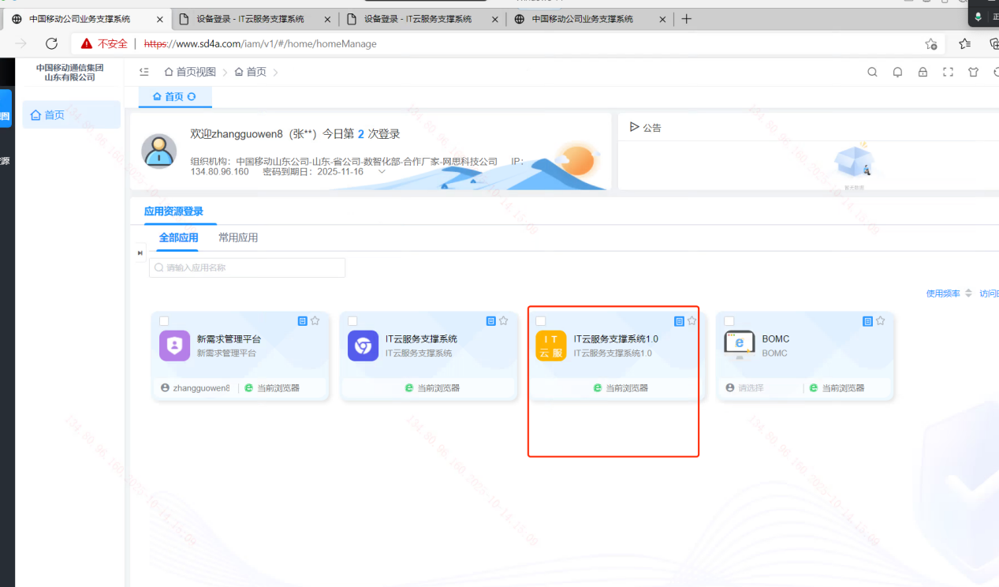 中国移动公司业务支撑系统
设备登录 - IT云服务支撑系统
设备登录 - IT云服务支撑系统
中国移动公司业务支撑系统
不安全
https://www.sd4a.com/iam/v1/#/home/homeManage
正
中国移动通信集团
山东有限公司
首页视图
首页
图
源
首页
首页
欢迎zhangguowen8（张**）今日第 2 次登录
组织机构：中国移动山东公司-山东-省公司-数智化部-合作厂家-网思科技公司 IP：
134.80.96.160 密码到期日：2025-11-16
公告
暂无数据
应用资源登录
全部应用
常用应用
请输入应用名称
使用频率
访问
新需求管理平台
新需求管理平台
zhangguowen8
当前浏览器
IT云服务支撑系统
IT云服务支撑系统
当前浏览器
IT
云服
IT云服务支撑系统1.0
IT云服务支撑系统1.0
当前浏览器
BOMC
BOMC
请选择
当前浏览器